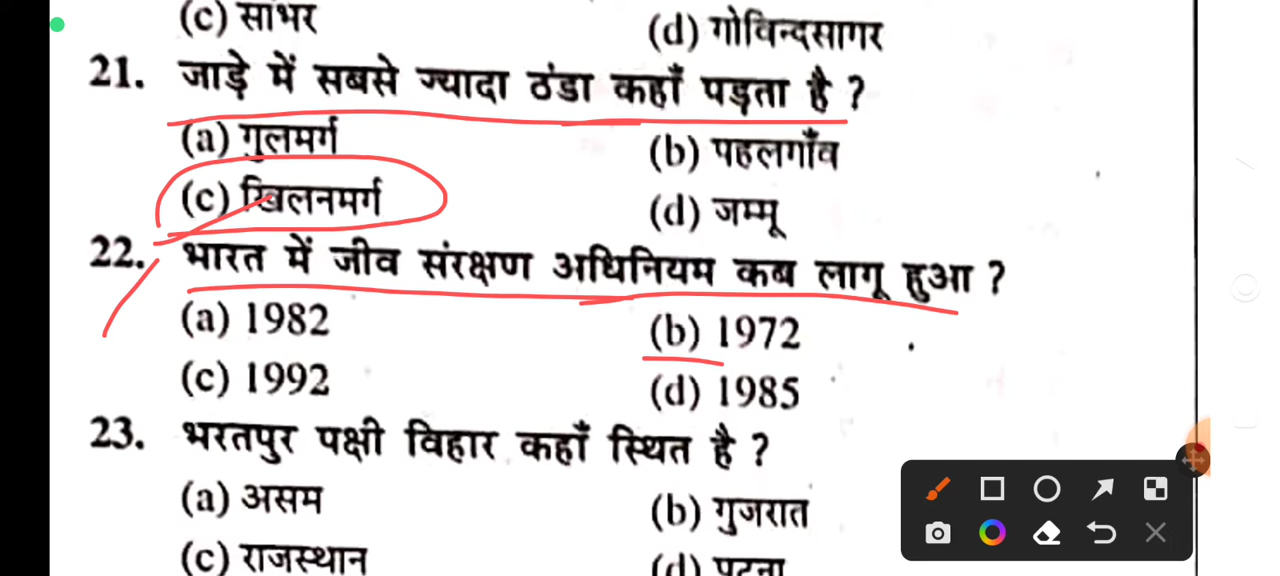 (c) सांभर (d) गोविन्दसागर
21. जाड़े में सबसे ज्यादा ठंडा कहाँ पड़ता है ?
(a) गुलमर्ग (b) पहलगाँव
(c) खिलनमर्ग (d) जम्मू
22. भारत में जीव संरक्षण अधिनियम कब लागू हुआ ?
(a) 1982 (b) 1972
(c) 1992 (d) 1985
23. भरतपुर पक्षी विहार कहाँ स्थित है ?
(a) असम (b) गुजरात
(c) राजस्थान (d) पटना